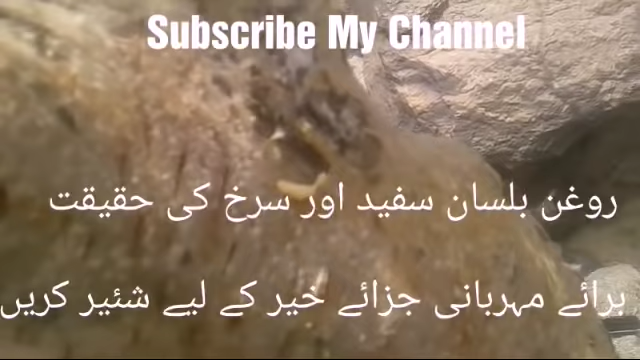 Subscribe My Channel
روغن بلسان سفید اور سرخ کی حقیقت
برائے مہربانی جزائے خیر کے لیے شئیر کریں